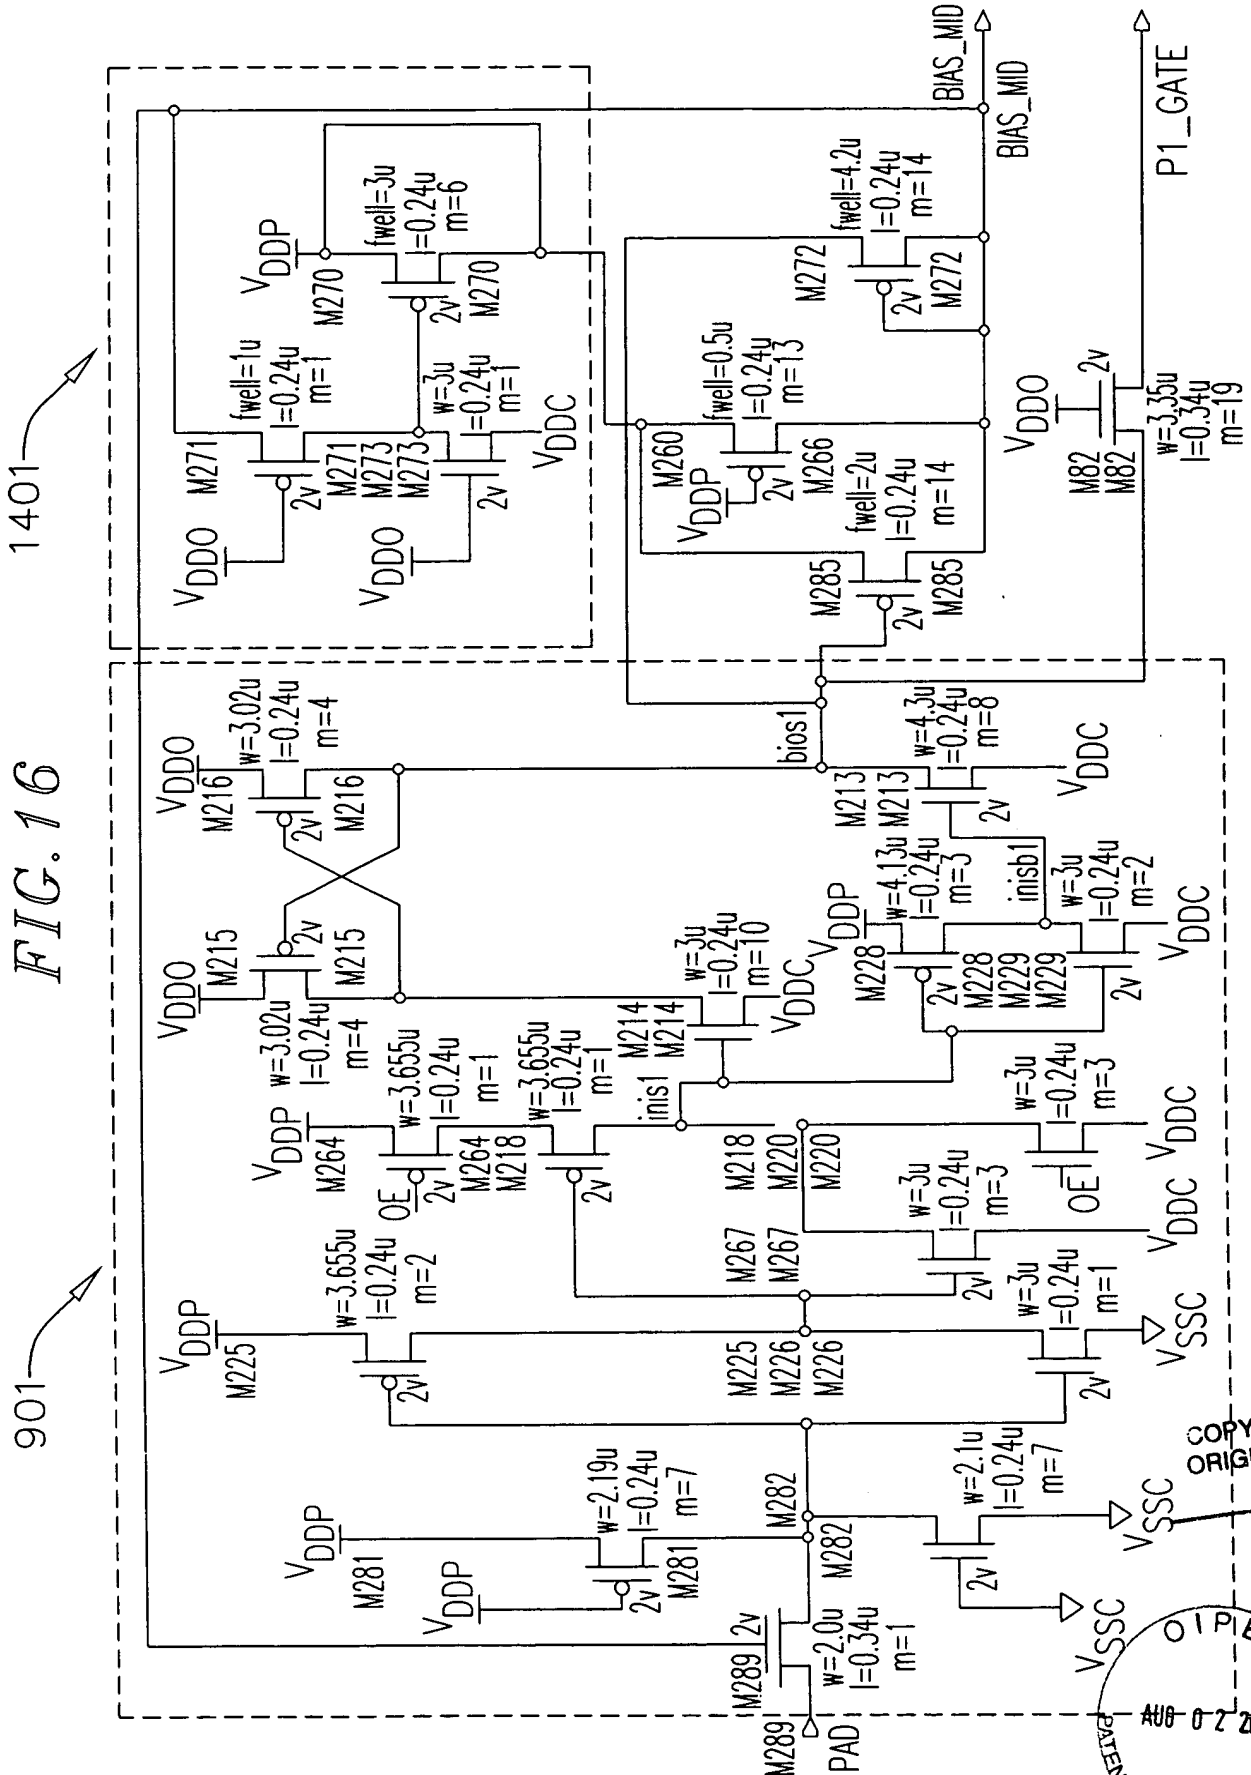 FIG. 16
901
1401
PAD
M289
M289
2v
w=2.0u
l=0.34u
m=1
VDDP
M281
VDDP
2v
M281
w=2.19u
l=0.24u
m=7
M282
M282
2v
w=2.1u
l=0.24u
m=7
VSSC
VSSC
VDDP
M225
2v
w=3.655u
l=0.24u
m=2
M225
M226
M226
2v
w=3u
l=0.24u
m=1
VSSC
VDDP
M264
OE
2v
w=3.655u
l=0.24u
m=1
M264
M218
2v
w=3.655u
l=0.24u
m=1
inis1
M218
M220
M220
M267
M267
2v
w=3u
l=0.24u
m=3
VDDC
OE
w=3u
l=0.24u
m=3
VDDC
VDDO
M215
2v
M215
w=3.02u
l=0.24u
m=4
M214
M214
w=3u
l=0.24u
m=10
VDDC
VDDO
M216
2v
M216
w=3.02u
l=0.24u
m=4
VDDP
M228
2v
w=4.13u
l=0.24u
m=3
M228
M229
M229
inisb1
w=3u
l=0.24u
m=2
2v
VDDC
bios1
M213
M213
2v
w=4.3u
l=0.24u
m=8
VDDC
VDDO
M271
2v
fwell=1u
l=0.24u
m=1
M271
M273
M273
VDDO
2v
w=3u
l=0.24u
m=1
VDDC
VDDP
M270
2v
M270
fwell=3u
l=0.24u
m=6
M285
2v
M285
fwell=2u
l=0.24u
m=14
M260
VDDP
2v
M266
fwell=0.5u
l=0.24u
m=13
M272
2v
M272
fwell=4.2u
l=0.24u
m=14
BIAS_MID
BIAS_MID
VDDO
M82
M82
2v
w=3.35u
l=0.34u
m=19
P1_GATE
COPY
OIPE